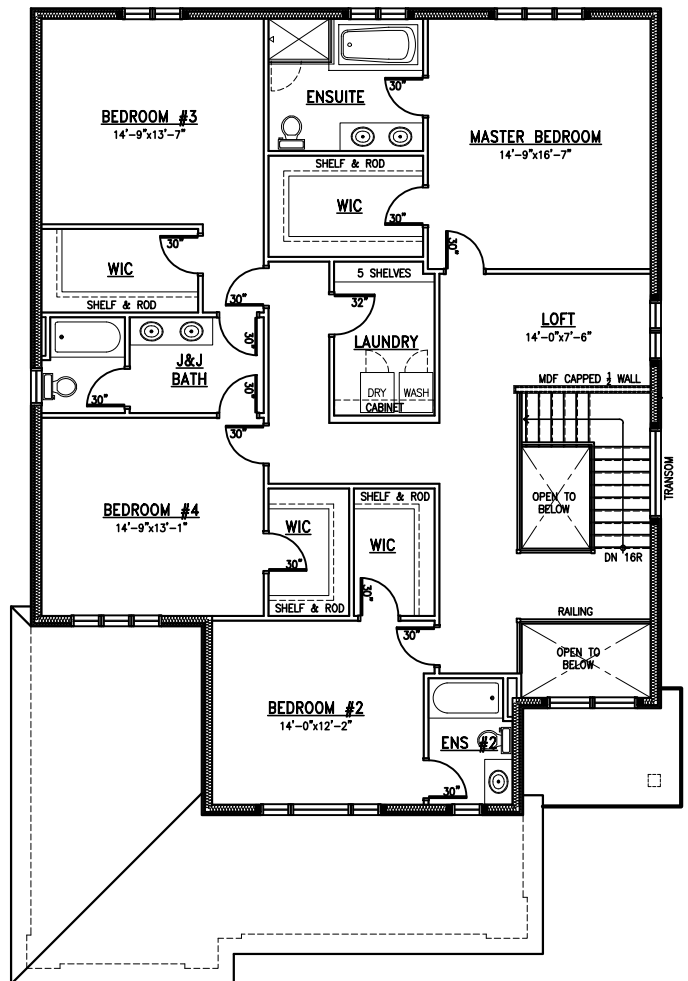 BEDROOM #3
14'-9"x13'-7"
ENSUITE
30"
MASTER BEDROOM
14'-9"x16'-7"
SHELF & ROD
WIC
30"
30"
WIC
30"
SHELF & ROD
30"
5 SHELVES
32"
LAUNDRY
DRY
WASH
CABINET
LOFT
14'-0"x7'-6"
MDF CAPPED 1/2 WALL
J&J
BATH
30"
30"
30"
30"
BEDROOM #4
14'-9"x13'-1"
WIC
30"
SHELF & ROD
SHELF & ROD
WIC
30"
OPEN TO
BELOW
TRANSOM
DN 16R
RAILING
OPEN TO
BELOW
30"
BEDROOM #2
14'-0"x12'-2"
ENS #2
30"